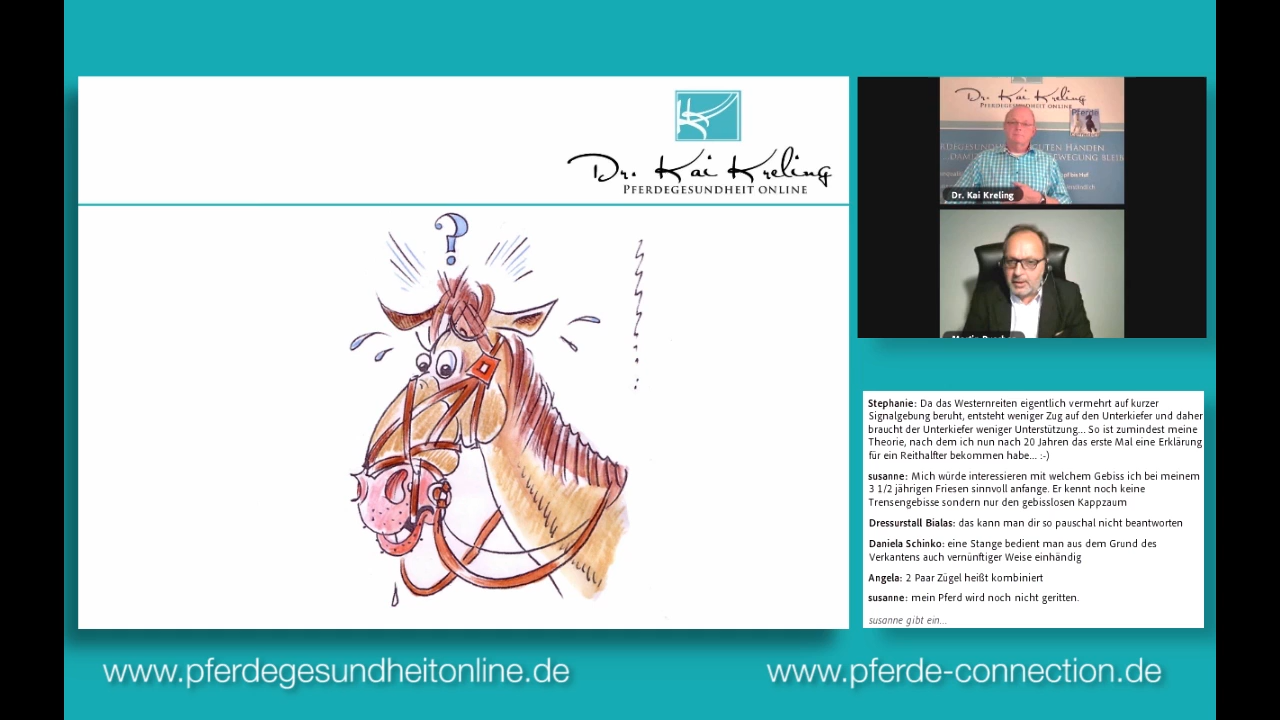 Dr. Kai Kreling
PFERDEGESUNDHEIT ONLINE
?
Dr. Kai Kreling
PFERDEGESUNDHEIT ONLINE
Pferde
Dr. Kai Kreling
Stephanie: Da das Westernreiten eigentlich vermehrt auf kurzer
Signalgebung beruht, entsteht weniger Zug auf den Unterkiefer und daher
braucht der Unterkiefer weniger Unterstützung... So ist zumindest meine
Theorie, nach dem ich nun nach 20 Jahren das erste Mal eine Erklärung
für ein Reithalfter bekommen habe... :-)
susanne: Mich würde interessieren mit welchem Gebiss ich bei meinem
3 1/2 jährigen Friesen sinnvoll anfange. Er kennt noch keine
Trensengebisse sondern nur den gebisslosen Kappzaum
Dressurstall Bialas: das kann man dir so pauschal nicht beantworten
Daniela Schinko: eine Stange bedient man aus dem Grund des
Verkantens auch vernünftiger Weise einhändig
Angela: 2 Paar Zügel heißt kombiniert
susanne: mein Pferd wird noch nicht geritten.
susanne gibt ein...
www.pferdegesundheitonline.de
www.pferde-connection.de